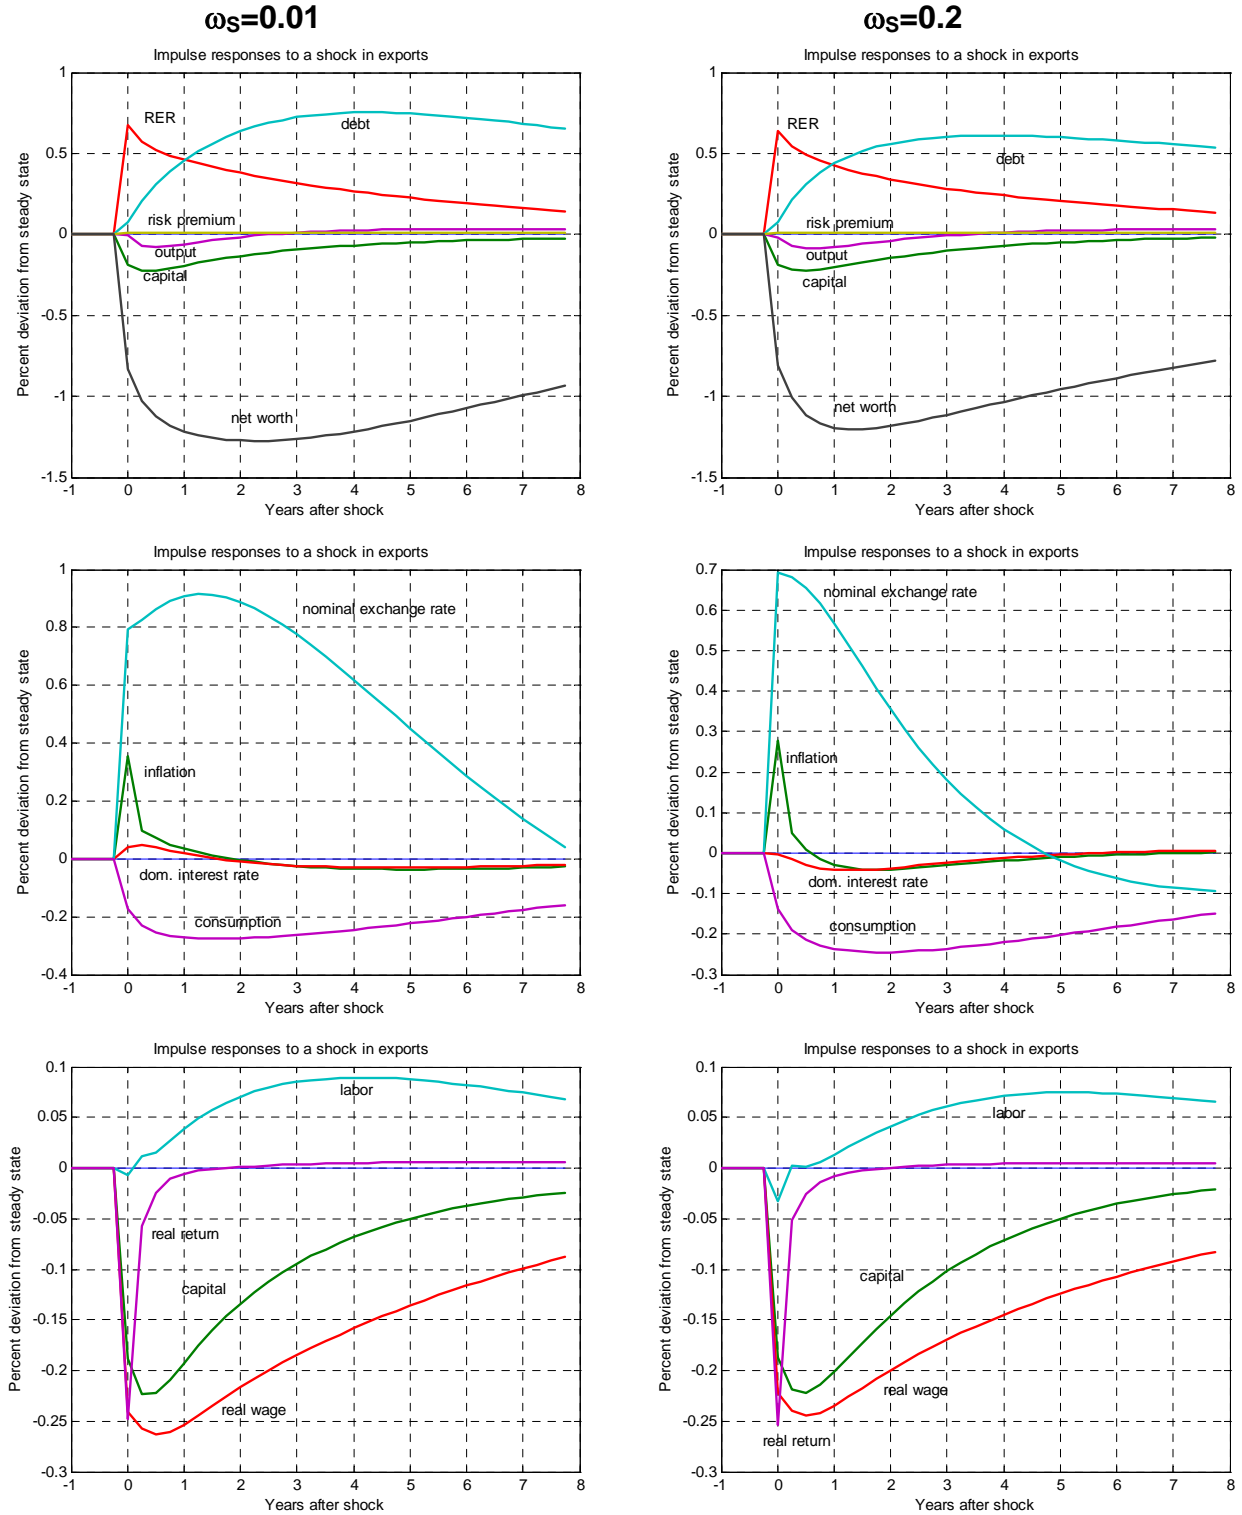 ωS=0.01
ωS=0.2
Impulse responses to a shock in exports
1
0.5
0
-0.5
-1
-1.5
Percent deviation from steady state
RER
debt
risk premium
output
capital
net worth
-1 0 1 2 3 4 5 6 7 8
Years after shock
Impulse responses to a shock in exports
1
0.5
0
-0.5
-1
-1.5
Percent deviation from steady state
RER
debt
risk premium
output
capital
net worth
-1 0 1 2 3 4 5 6 7 8
Years after shock
Impulse responses to a shock in exports
1
0.8
0.6
0.4
0.2
0
-0.2
-0.4
Percent deviation from steady state
nominal exchange rate
inflation
dom. interest rate
consumption
-1 0 1 2 3 4 5 6 7 8
Years after shock
Impulse responses to a shock in exports
0.7
0.6
0.5
0.4
0.3
0.2
0.1
0
-0.1
-0.2
-0.3
Percent deviation from steady state
nominal exchange rate
inflation
dom. interest rate
consumption
-1 0 1 2 3 4 5 6 7 8
Years after shock
Impulse responses to a shock in exports
0.1
0.05
0
-0.05
-0.1
-0.15
-0.2
-0.25
-0.3
Percent deviation from steady state
labor
real return
capital
real wage
-1 0 1 2 3 4 5 6 7 8
Years after shock
Impulse responses to a shock in exports
0.1
0.05
0
-0.05
-0.1
-0.15
-0.2
-0.25
-0.3
Percent deviation from steady state
labor
capital
real wage
real return
-1 0 1 2 3 4 5 6 7 8
Years after shock